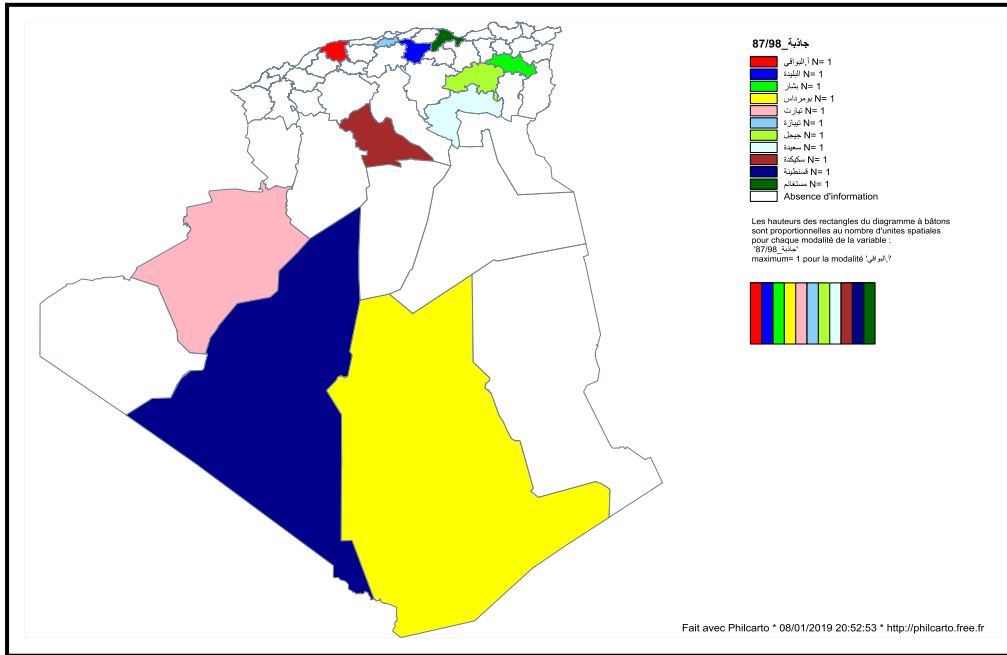 جاذبة_87/98
أ,البواقي N= 1
البليدة N= 1
بشار N= 1
بومرداس N= 1
تيارت N= 1
تيبازة N= 1
جيجل N= 1
سعيدة N= 1
سكيكدة N= 1
قسنطينة N= 1
مستغانم N= 1
Absence d'information
Les hauteurs des rectangles du diagramme à bâtons
sont proportionnelles au nombre d'unites spatiales
pour chaque modalité de la variable :
'جاذبة_87/98'
maximum= 1 pour la modalité 'أ,البواقي'
Fait avec Philcarto * 08/01/2019 20:52:53 * http://philcarto.free.fr